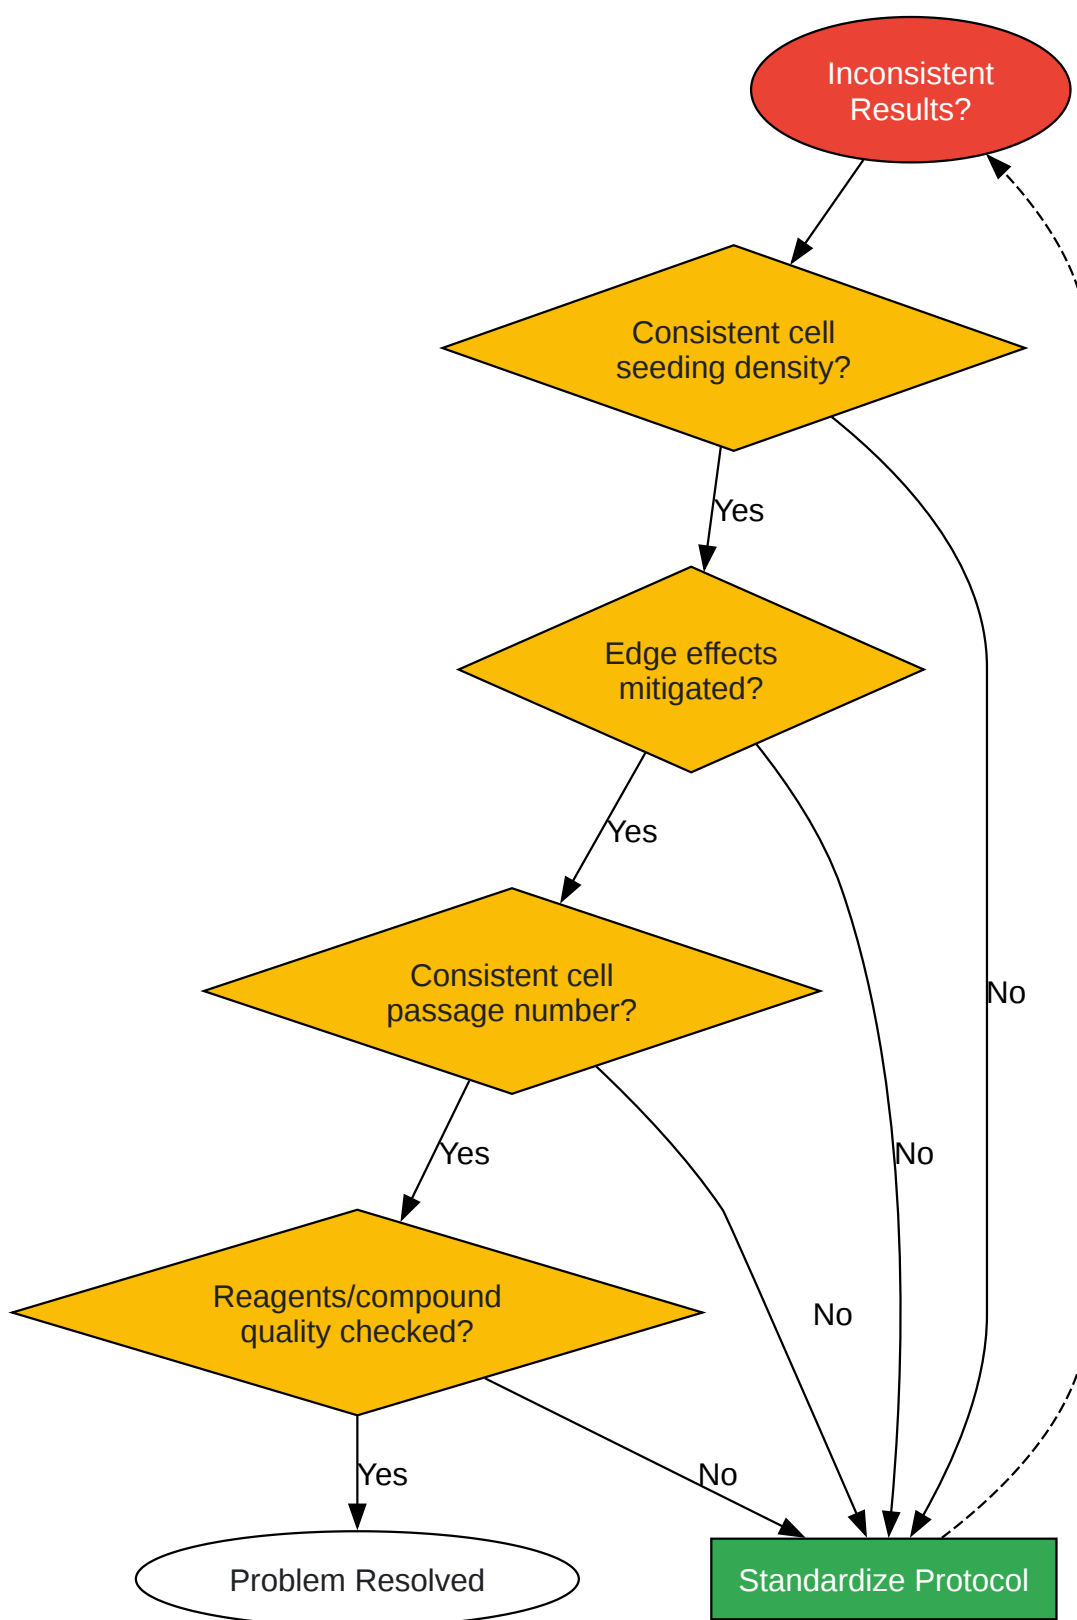 Inconsistent
Results?
Consistent cell
seeding density?
Yes
Edge effects
mitigated?
Yes
Consistent cell
passage number?
No
Yes
No
Reagents/compound
quality checked?
No
Yes
No
Problem Resolved
Standardize Protocol